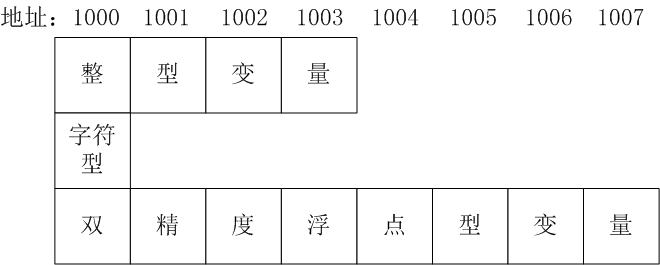 地址：1000 1001 1002 1003 1004 1005 1006 1007
整 型 变 量
字符
型
双 精 度 浮 点 型 变 量